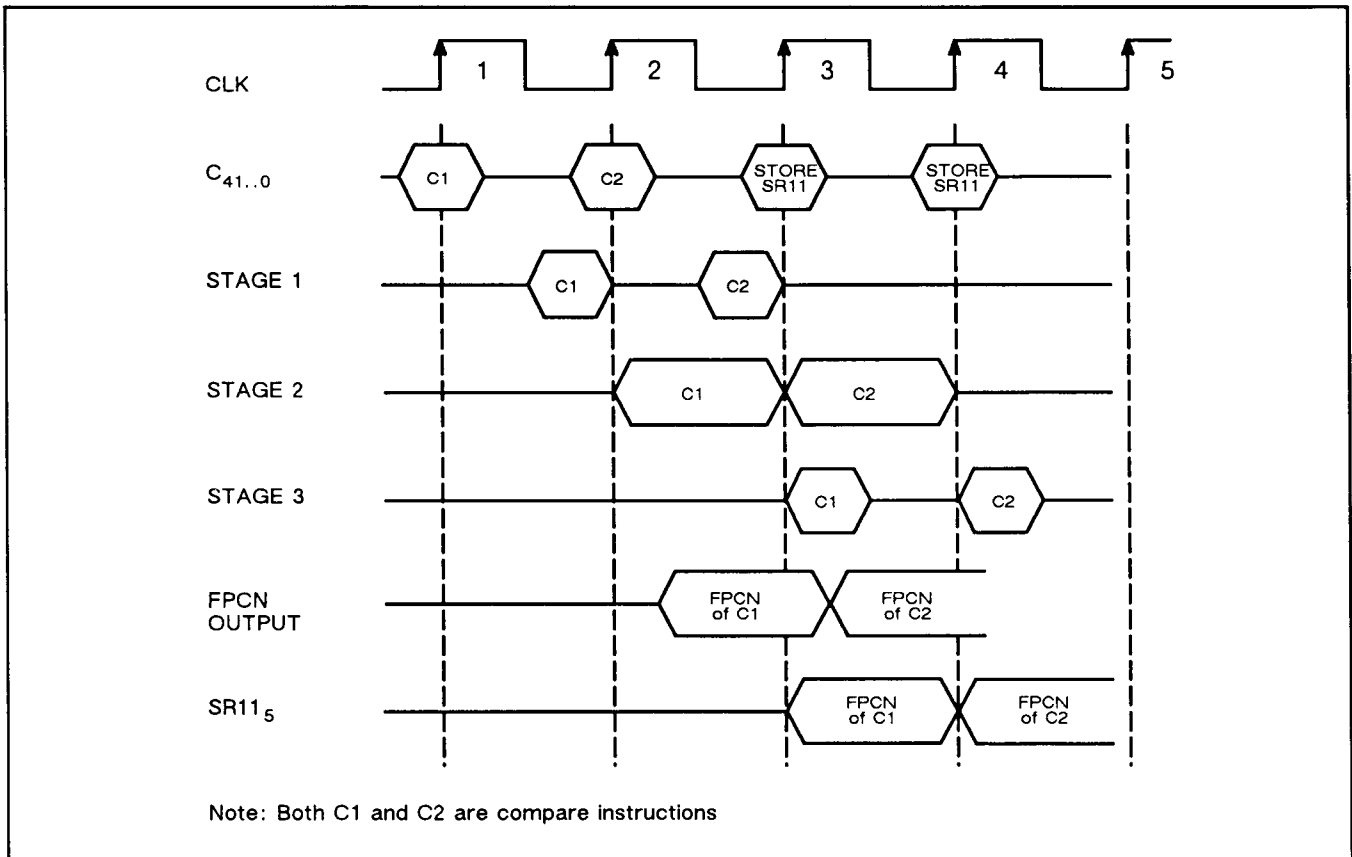 CLK 1 2 3 4 5
C41..0 C1 C2 STORE SR11 STORE SR11
STAGE 1 C1 C2
STAGE 2 C1 C2
STAGE 3 C1 C2
FPCN OUTPUT FPCN of C1 FPCN of C2
SR115 FPCN of C1 FPCN of C2
Note: Both C1 and C2 are compare instructions